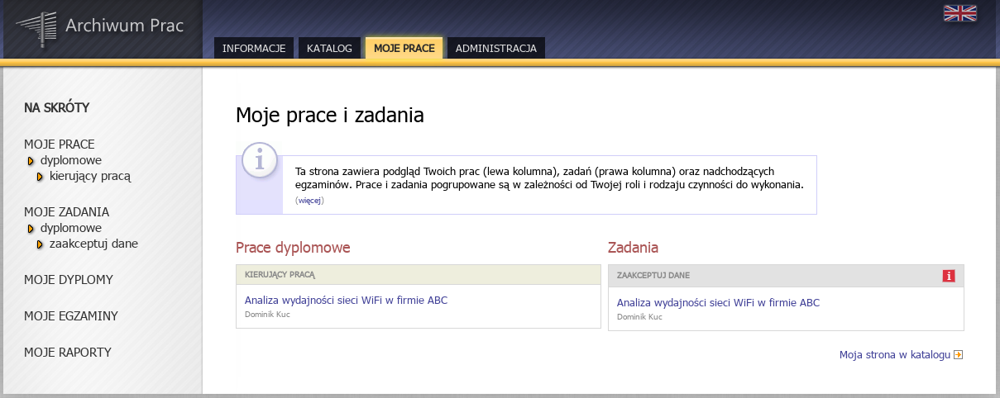 Archiwum Prac
INFORMACJE
KATALOG
MOJE PRACE
ADMINISTRACJA
NA SKRÓTY
MOJE PRACE
dyplomowe
kierujący pracą
MOJE ZADANIA
dyplomowe
zaakceptuj dane
MOJE DYPLOMY
MOJE EGZAMINY
MOJE RAPORTY
Moje prace i zadania
i
Ta strona zawiera podgląd Twoich prac (lewa kolumna), zadań (prawa kolumna) oraz nadchodzących
egzaminów. Prace i zadania pogrupowane są w zależności od Twojej roli i rodzaju czynności do wykonania.
(więcej)
Prace dyplomowe
KIERUJĄCY PRACĄ
Analiza wydajności sieci WiFi w firmie ABC
Dominik Kuc
Zadania
ZAAKCEPTUJ DANE
i
Analiza wydajności sieci WiFi w firmie ABC
Dominik Kuc
Moja strona w katalogu